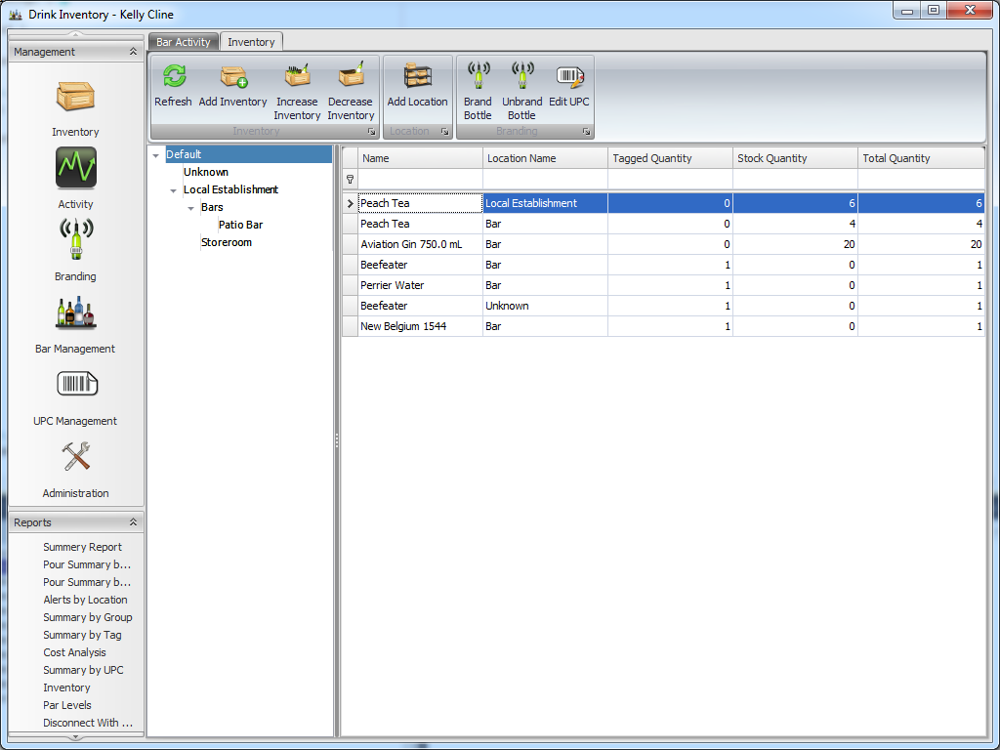 Drink Inventory - Kelly Cline
Management
Inventory
Activity
Branding
Bar Management
UPC Management
Administration
Reports
Summery Report
Pour Summary b...
Pour Summary b...
Alerts by Location
Summary by Group
Summary by Tag
Cost Analysis
Summary by UPC
Inventory
Par Levels
Disconnect With ...
Bar Activity Inventory
Refresh Add Inventory Increase Inventory Decrease Inventory
Inventory
Add Location
Location
Brand Bottle Unbrand Bottle Edit UPC
Branding
Default
Unknown
Local Establishment
Bars
Patio Bar
Storeroom
Name Location Name Tagged Quantity Stock Quantity Total Quantity
Peach Tea Local Establishment 0 6 6
Peach Tea Bar 0 4 4
Aviation Gin 750.0 mL Bar 0 20 20
Beefeater Bar 1 0 1
Perrier Water Bar 1 0 1
Beefeater Unknown 1 0 1
New Belgium 1544 Bar 1 0 1